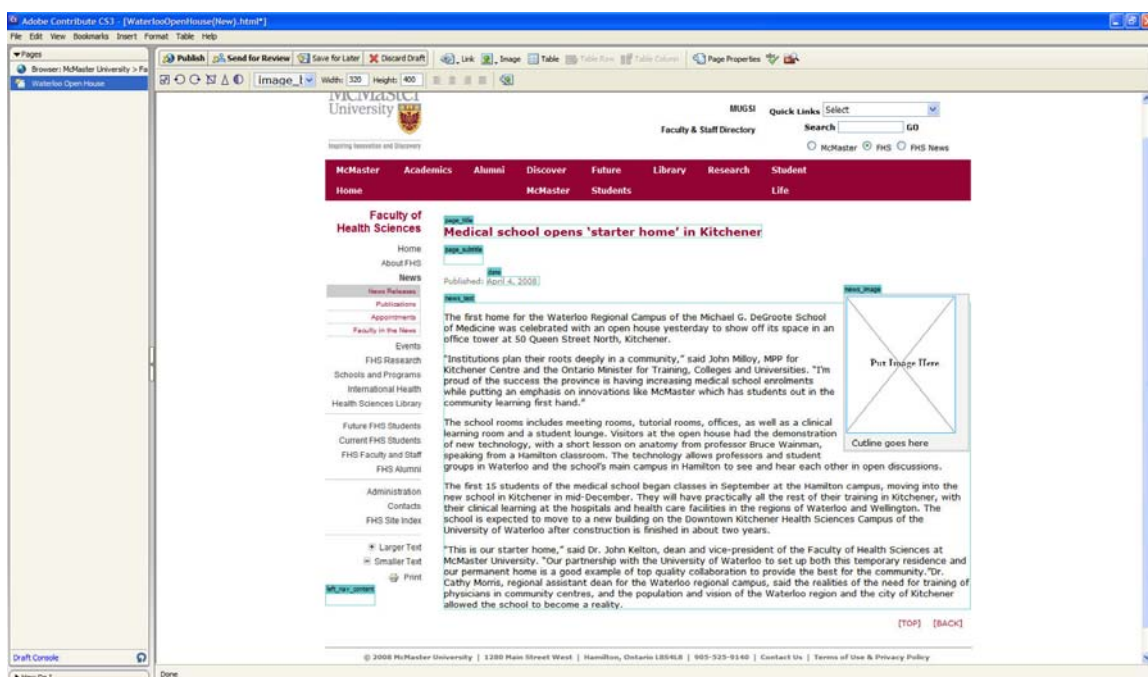 Adobe Contribute CS3 - [WaterlooOpenHouse(New).html*]
File Edit View Bookmarks Insert Format Table Help
Pages
Browser: McMaster University > Fa
Waterloo Open House
Publish Send for Review Save for Later Discard Draft Link Image Table Table Row Table Column Page Properties
Width: 320 Height: 400
McMaster
University
Inspiring Innovation and Discovery
MUGSI
Faculty & Staff Directory
Quick Links Select
Search GO
McMaster FHS FHS News
McMaster Home
Academics
Alumni
Discover McMaster
Future Students
Library
Research
Student Life
Faculty of
Health Sciences
Home
About FHS
News
News Releases
Publications
Appointments
Faculty in the News
Events
FHS Research
Schools and Programs
International Health
Health Sciences Library
Future FHS Students
Current FHS Students
FHS Faculty and Staff
FHS Alumni
Administration
Contacts
FHS Site Index
Larger Text
Smaller Text
Print
left_nav_content
page_title
Medical school opens ‘starter home’ in Kitchener
page_subtitle
date
Published: April 4, 2008
news_text
The first home for the Waterloo Regional Campus of the Michael G. DeGroote School
of Medicine was celebrated with an open house yesterday to show off its space in an
office tower at 50 Queen Street North, Kitchener.
“Institutions plan their roots deeply in a community,” said John Milloy, MPP for
Kitchener Centre and the Ontario Minister for Training, Colleges and Universities. “I’m
proud of the success the province is having increasing medical school enrolments
while putting an emphasis on innovations like McMaster which has students out in the
community learning first hand.”
The school rooms includes meeting rooms, tutorial rooms, offices, as well as a clinical
learning room and a student lounge. Visitors at the open house had the demonstration
of new technology, with a short lesson on anatomy from professor Bruce Wainman,
speaking from a Hamilton classroom. The technology allows professors and student
groups in Waterloo and the school’s main campus in Hamilton to see and hear each other in open discussions.
The first 15 students of the medical school began classes in September at the Hamilton campus, moving into the
new school in Kitchener in mid-December. They will have practically all the rest of their training in Kitchener, with
their clinical learning at the hospitals and health care facilities in the regions of Waterloo and Wellington. The
school is expected to move to a new building on the Downtown Kitchener Health Sciences Campus of the
University of Waterloo after construction is finished in about two years.
“This is our starter home,” said Dr. John Kelton, dean and vice-president of the Faculty of Health Sciences at
McMaster University. “Our partnership with the University of Waterloo to set up both this temporary residence and
our permanent home is a good example of top quality collaboration to provide the best for the community.”Dr.
Cathy Morris, regional assistant dean for the Waterloo regional campus, said the realities of the need for training of
physicians in community centres, and the population and vision of the Waterloo region and the city of Kitchener
allowed the school to become a reality.
news_image
Put Image Here
Cutline goes here
[TOP] [BACK]
© 2008 McMaster University | 1280 Main Street West | Hamilton, Ontario L8S4L8 | 905-525-9140 | Contact Us | Terms of Use & Privacy Policy
Draft Console
Done